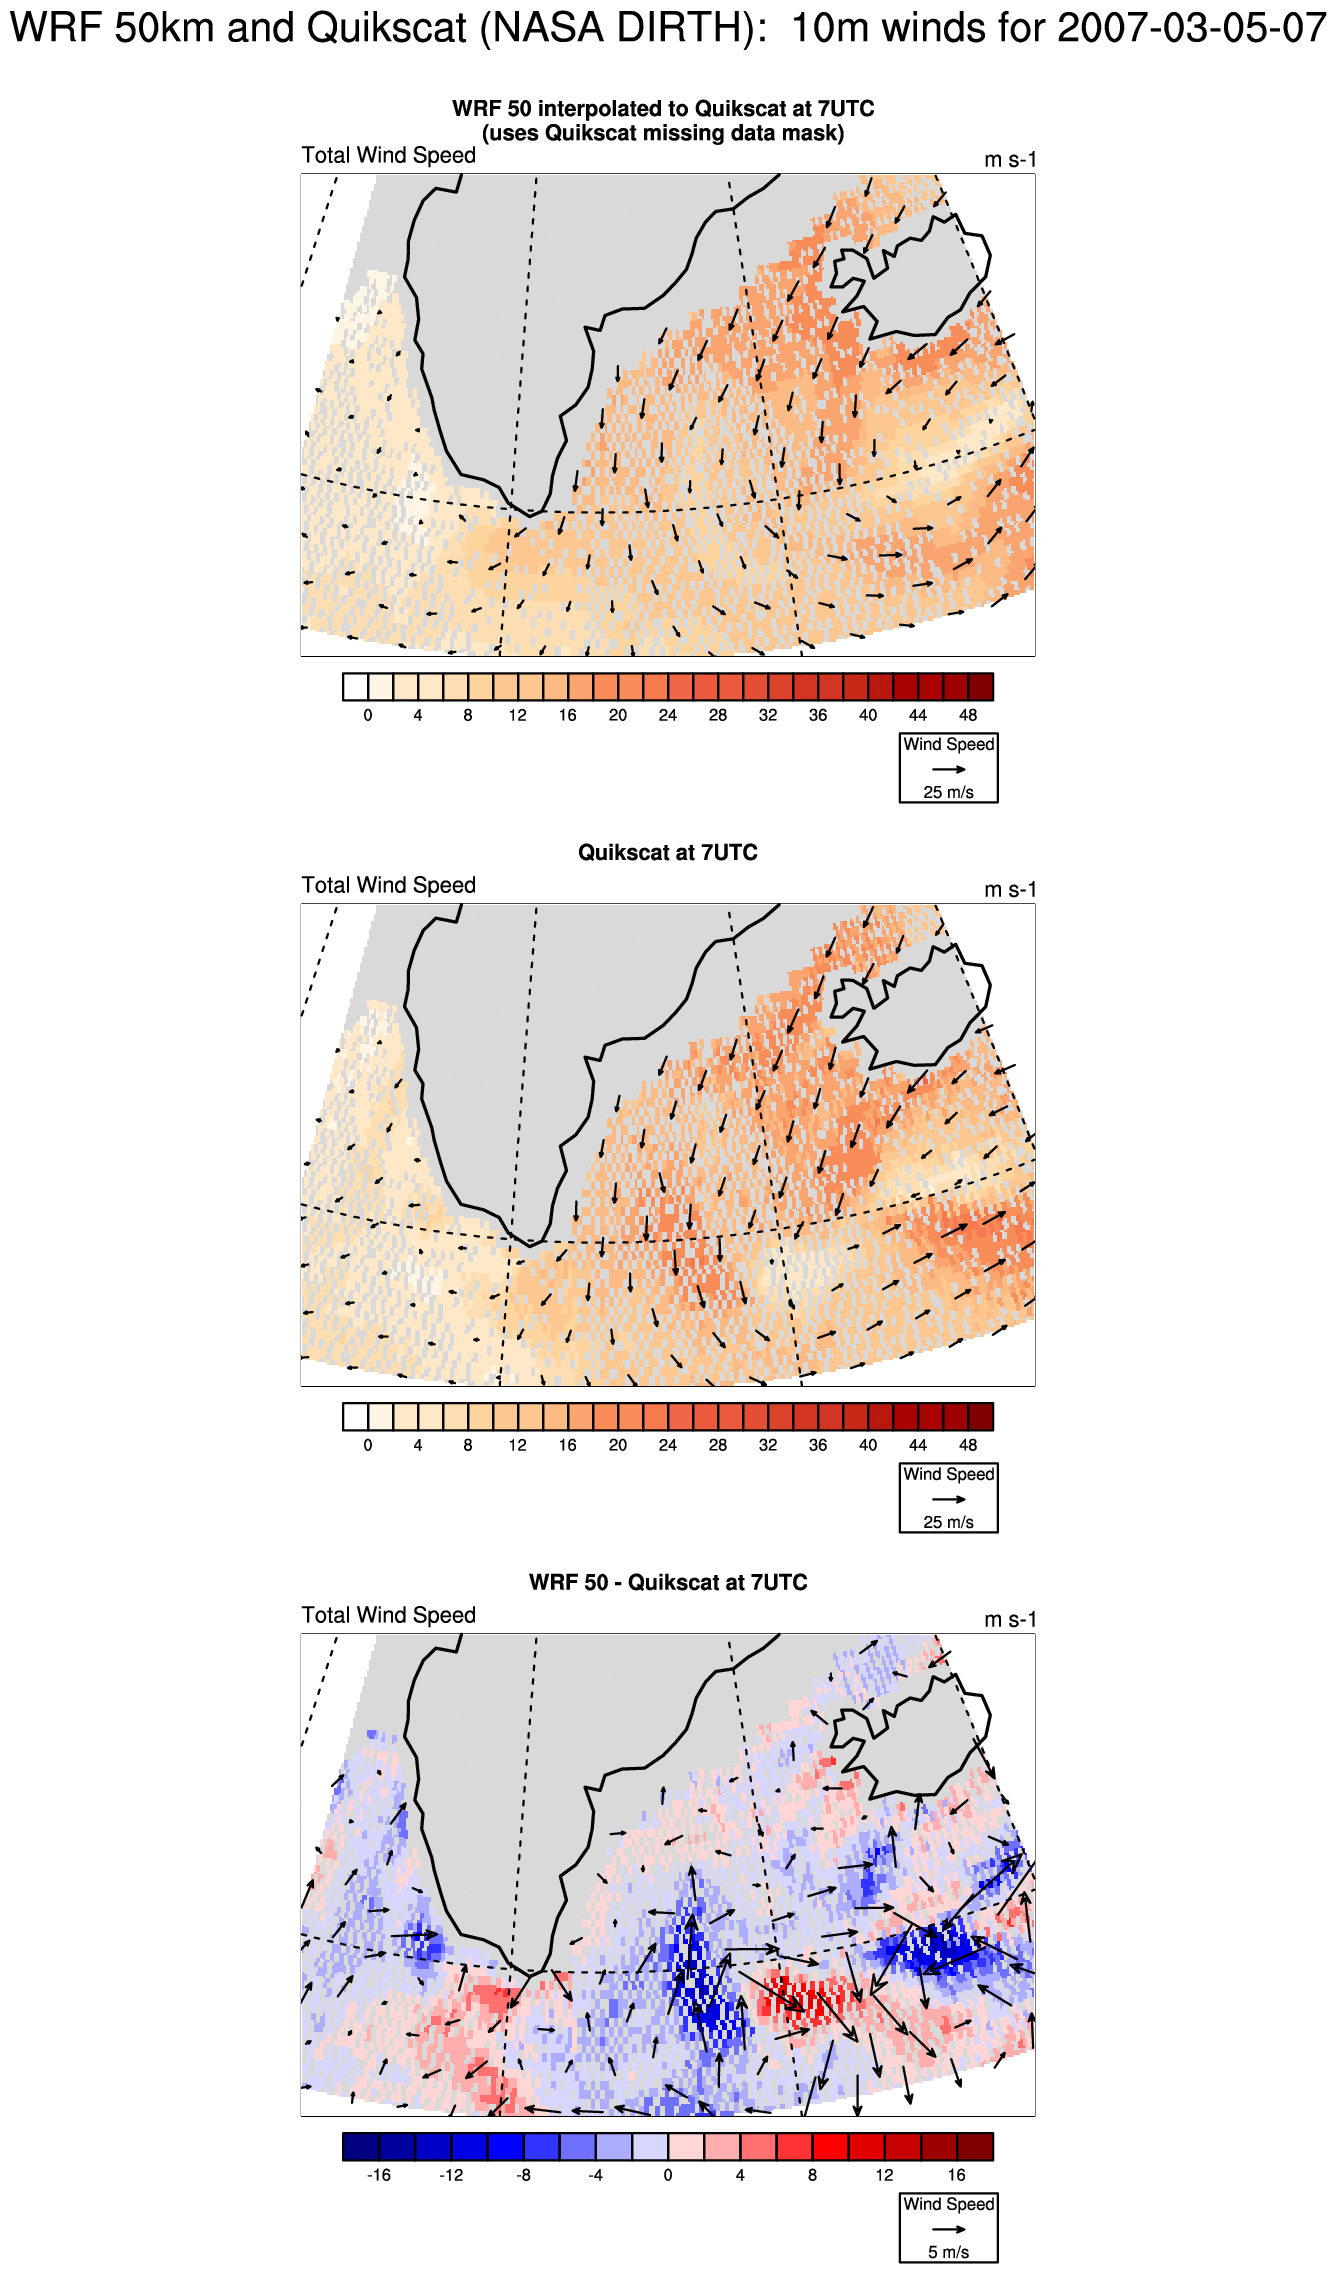 WRF 50km and Quikscat (NASA DIRTH):  10m winds for 2007-03-05-07
WRF 50 interpolated to Quikscat at 7UTC
(uses Quikscat missing data mask)
Total Wind Speed
m s-1
0 4 8 12 16 20 24 28 32 36 40 44 48
Wind Speed
25 m/s
Quikscat at 7UTC
Total Wind Speed
m s-1
0 4 8 12 16 20 24 28 32 36 40 44 48
Wind Speed
25 m/s
WRF 50 - Quikscat at 7UTC
Total Wind Speed
m s-1
-16 -12 -8 -4 0 4 8 12 16
Wind Speed
5 m/s